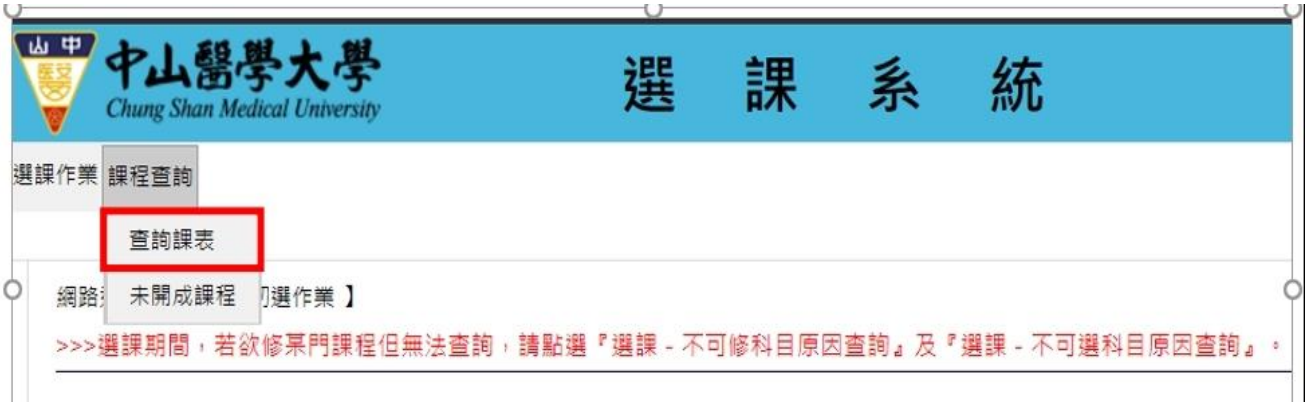 山中
醫
中山醫學大學
Chung Shan Medical University
選課系統
選課作業 課程查詢
查詢課表
未開成課程
網路 初選作業 】
>>>選課期間，若欲修某門課程但無法查詢，請點選『選課 - 不可修科目原因查詢』及『選課 - 不可選科目原因查詢』。